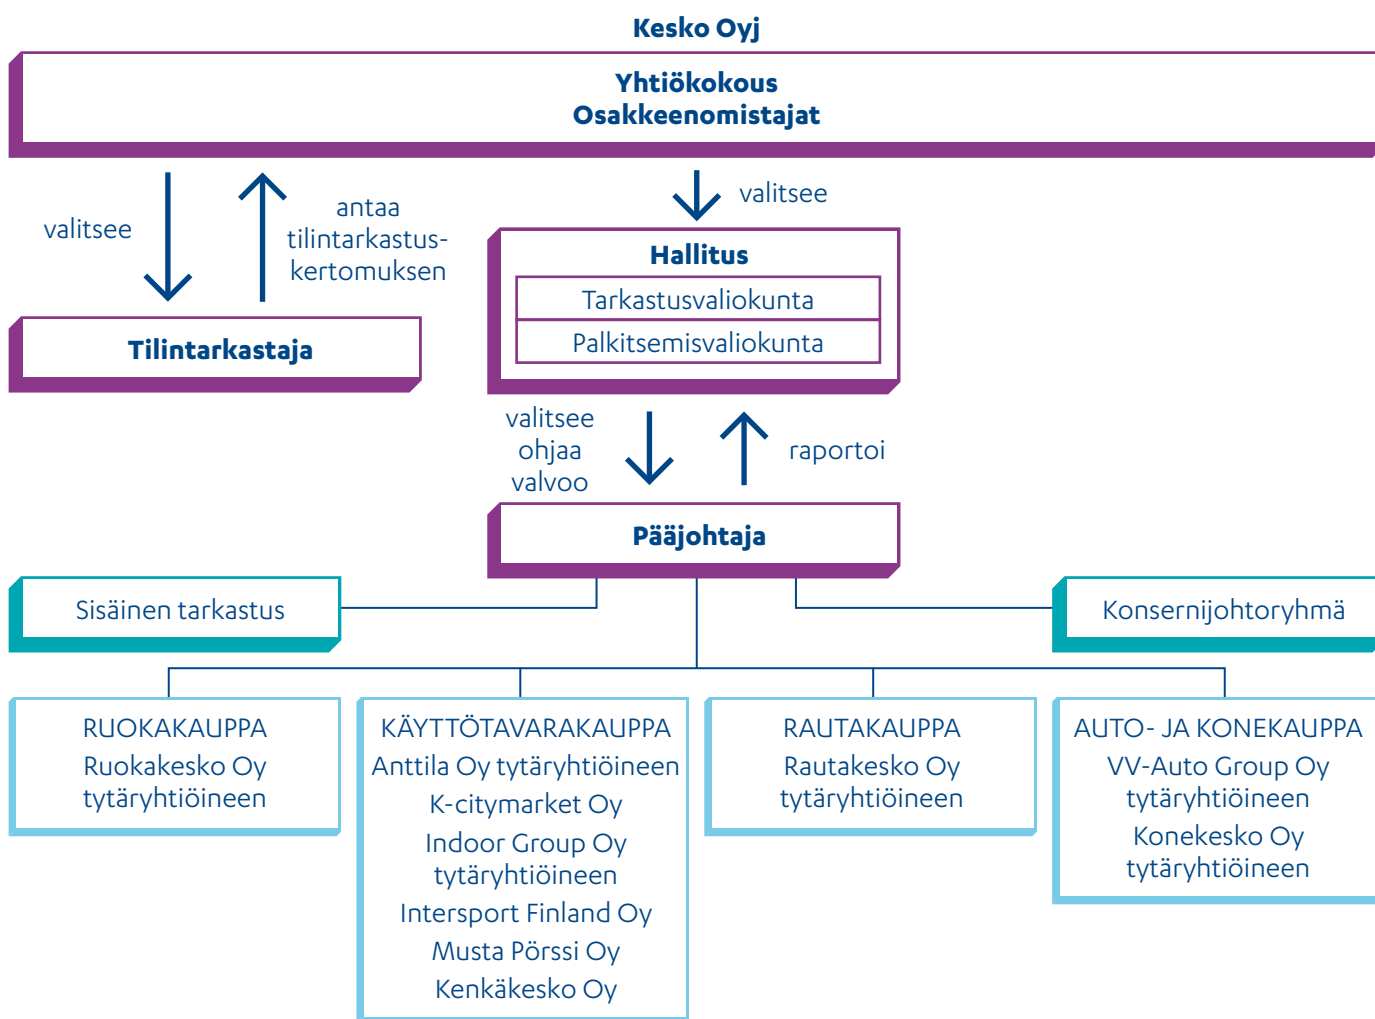 Kesko Oyj
Yhtiökokous
Osakkeenomistajat
valitsee
antaa
tilintarkastus-
kertomuksen
valitsee
Hallitus
Tarkastusvaliokunta
Palkitsemisvaliokunta
Tilintarkastaja
valitsee
ohjaa
valvoo
raportoi
Pääjohtaja
Sisäinen tarkastus
Konsernijohtoryhmä
RUOKAKAUPPA
Ruokakesko Oy
tytäryhtiöineen
KÄYTTÖTAVARAKAUPPA
Anttila Oy tytäryhtiöineen
K-citymarket Oy
Indoor Group Oy
tytäryhtiöineen
Intersport Finland Oy
Musta Pörssi Oy
Kenkäkesko Oy
RAUTAKAUPPA
Rautakesko Oy
tytäryhtiöineen
AUTO- JA KONEKAUPPA
VV-Auto Group Oy
tytäryhtiöineen
Konekesko Oy
tytäryhtiöineen